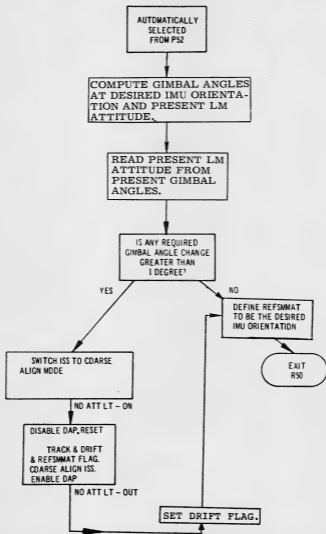 AUTOMATICALLY
SELECTED
FROM P52
COMPUTE GIMBAL ANGLES
AT DESIRED IMU ORIENTA-
TION AND PRESENT LM
ATTITUDE.
READ PRESENT LM
ATTITUDE FROM
PRESENT GIMBAL
ANGLES.
IS ANY REQUIRED
GIMBAL ANGLE CHANGE
GREATER THAN
1 DEGREE?
YES
NO
DEFINE REFSMMAT
TO BE THE DESIRED
IMU ORIENTATION
EXIT
R50
SWITCH ISS TO COARSE
ALIGN MODE
NO ATT LT - ON
DISABLE DAP, RESET
TRACK & DRIFT
& REFSMMAT FLAG.
COARSE ALIGN ISS.
ENABLE DAP
NO ATT LT - OUT
SET DRIFT FLAG.